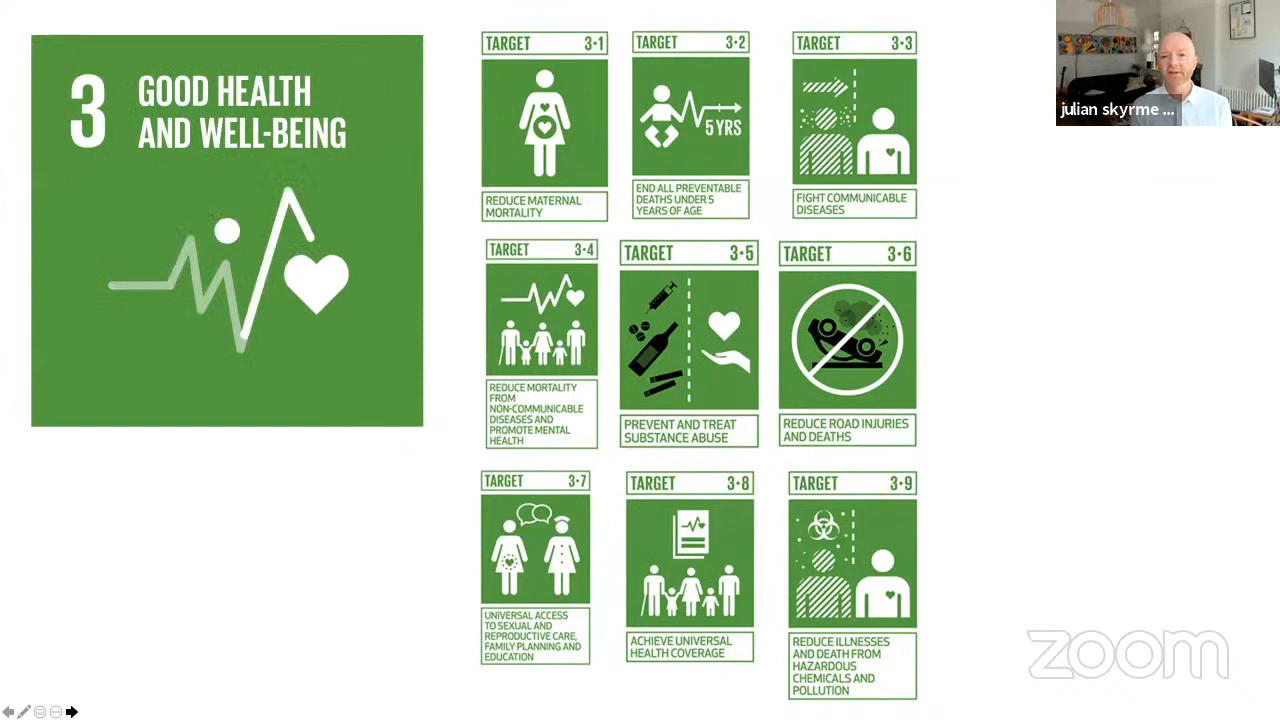 3 GOOD HEALTH
AND WELL-BEING
TARGET 3·1
REDUCE MATERNAL
MORTALITY
TARGET 3·2
5 YRS
END ALL PREVENTABLE
DEATHS UNDER 5
YEARS OF AGE
TARGET 3·3
FIGHT COMMUNICABLE
DISEASES
TARGET 3·4
REDUCE MORTALITY
FROM
NON-COMMUNICABLE
DISEASES AND
PROMOTE MENTAL
HEALTH
TARGET 3·5
PREVENT AND TREAT
SUBSTANCE ABUSE
TARGET 3·6
REDUCE ROAD INJURIES
AND DEATHS
TARGET 3·7
UNIVERSAL ACCESS
TO SEXUAL AND
REPRODUCTIVE CARE,
FAMILY PLANNING AND
EDUCATION
TARGET 3·8
ACHIEVE UNIVERSAL
HEALTH COVERAGE
TARGET 3·9
REDUCE ILLNESSES
AND DEATH FROM
HAZARDOUS
CHEMICALS AND
POLLUTION
julian skyrme ...
zoom